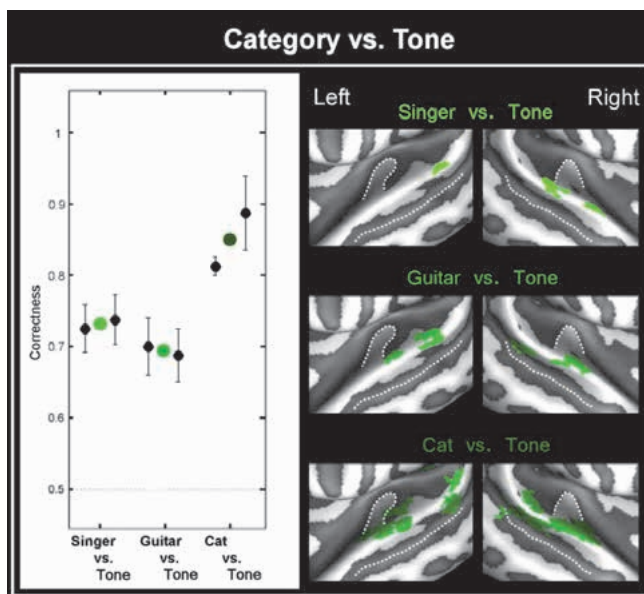 Category vs. Tone
Left
Right
Singer vs. Tone
Guitar vs. Tone
Cat vs. Tone
Correctness
1
0.9
0.8
0.7
0.6
0.5
Singer Guitar Cat
vs. vs. vs.
Tone Tone Tone